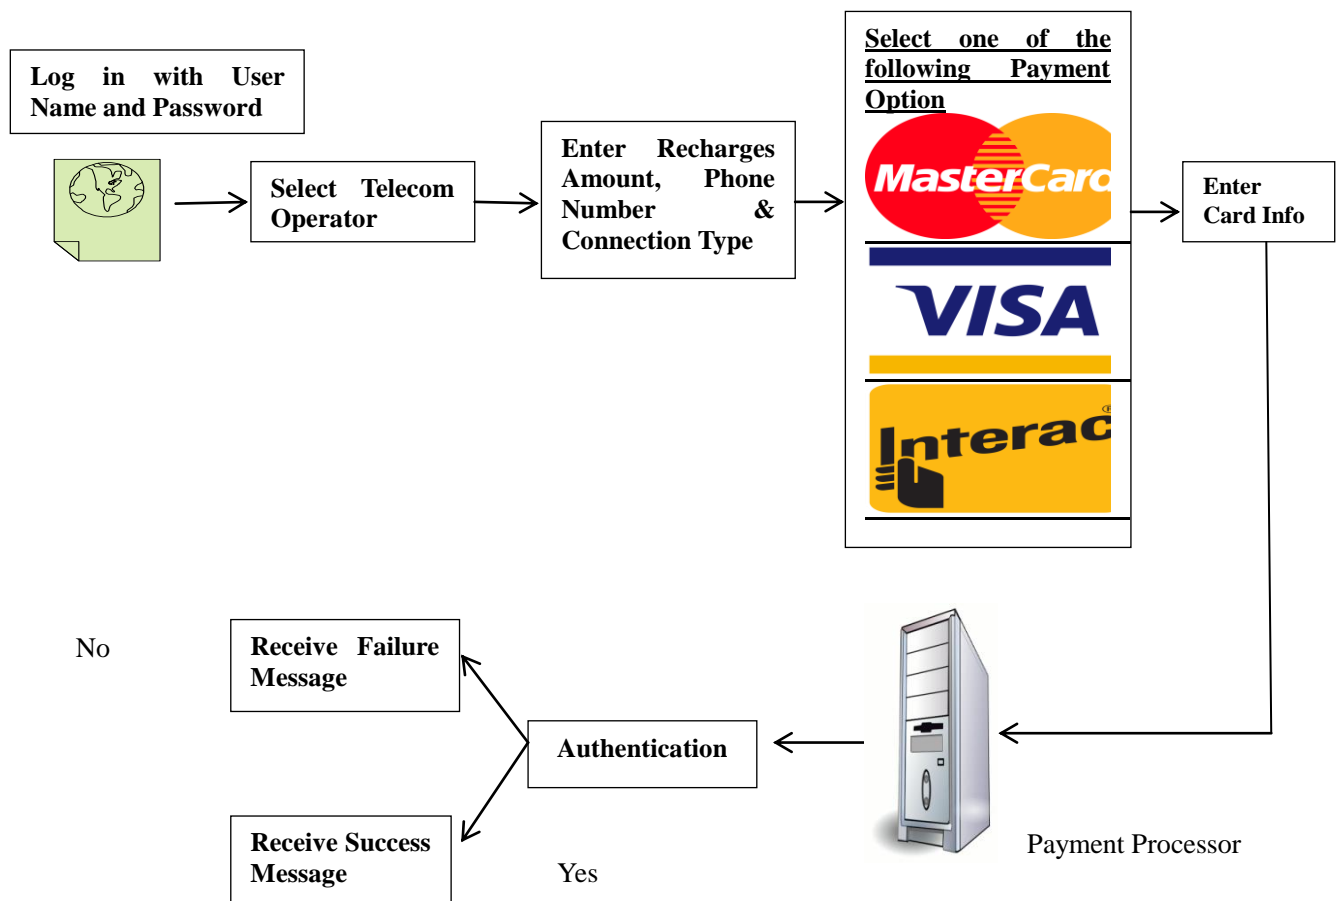 Log in with User
Name and Password
Select Telecom
Operator
Enter Recharges
Amount, Phone
Number &
Connection Type
Select one of the
following Payment
Option
MasterCard
VISA
Interac
Enter
Card Info
No
Receive Failure
Message
Authentication
Receive Success
Message
Yes
Payment Processor